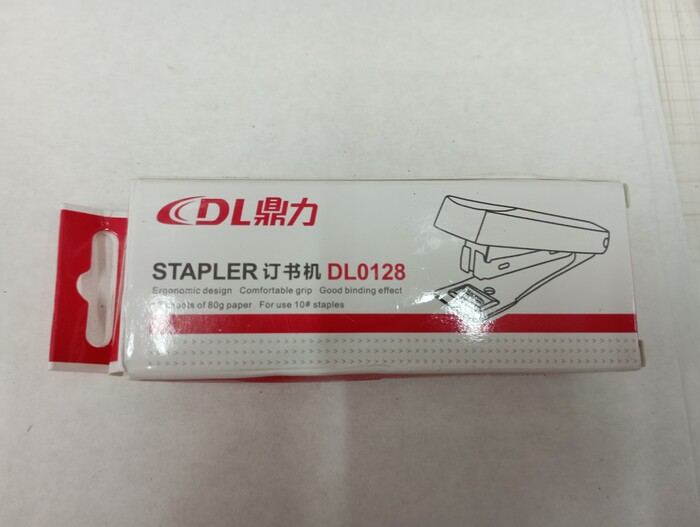 DL鼎力
STAPLER 订书机 DL0128
Ergonomic design Comfortable grip Good binding effect
of 80g paper For use 10# staples